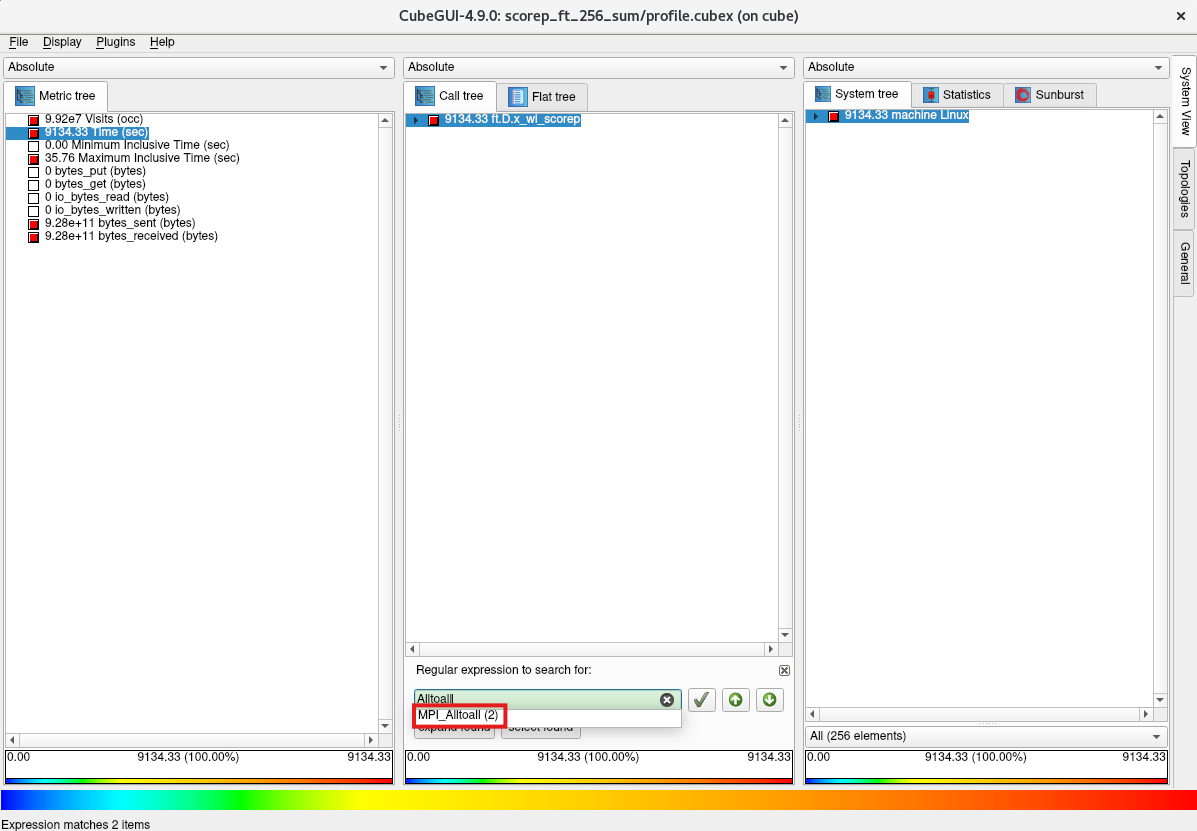 CubeGUI-4.9.0: scorep_ft_256_sum/profile.cubex (on cube)
File Display Plugins Help
Absolute
Metric tree
9.92e7 Visits (occ)
9134.33 Time (sec)
0.00 Minimum Inclusive Time (sec)
35.76 Maximum Inclusive Time (sec)
0 bytes_put (bytes)
0 bytes_get (bytes)
0 io_bytes_read (bytes)
0 io_bytes_written (bytes)
9.28e+11 bytes_sent (bytes)
9.28e+11 bytes_received (bytes)
0.00 9134.33 (100.00%) 9134.33
Absolute
Call tree Flat tree
9134.33 ft.D.x_wl_scorep
Regular expression to search for:
Alltoall
MPI_Alltoall (2)
expand found select found
0.00 9134.33 (100.00%) 9134.33
Absolute
System tree Statistics Sunburst
9134.33 machine Linux
All (256 elements)
0.00 9134.33 (100.00%) 9134.33
System View
Topologies
General
Expression matches 2 items